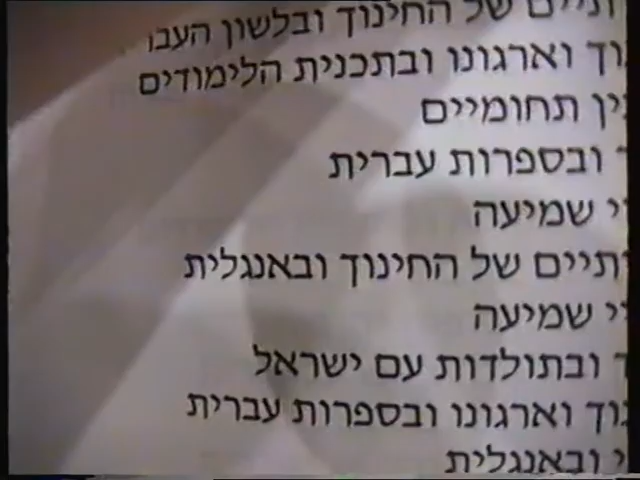 של החינוך ובלשון
וארגונו ובתכנית הלימודים
תחומיים
ובספרות עברית
שמיעה
של החינוך ובאנגלית
שמיעה
ובתולדות עם ישראל
וארגונו ובספרות עברית
ובאנגלית